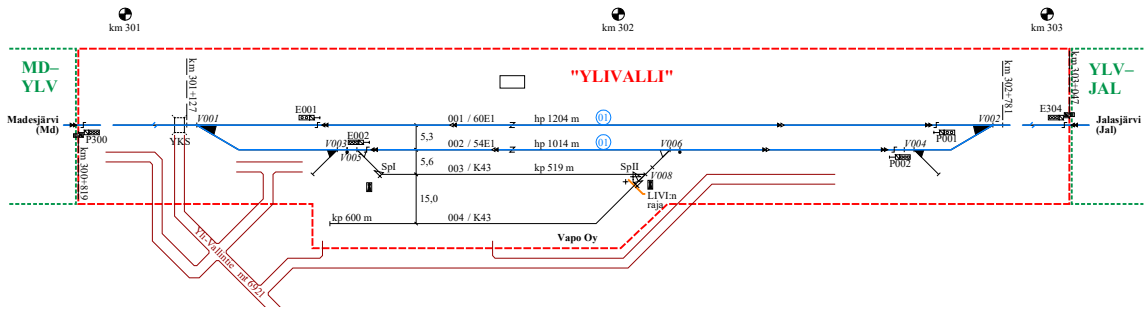 km 301
km 302
km 303
MD–
YLV
"YLIVALLI"
YLV–
JAL
km 301+127
km 302+781
km 303+047
km 300+819
Madesjärvi
(Md)
P300
YKS
V001
E001
001 / 60E1
hp 1204 m
01
V002
E304
Jalasjärvi
(Jal)
P001
V003
E002
V005
5,3
002 / 54E1
hp 1014 m
01
V006
P002
V004
SpI
5,6
003 / K43
kp 519 m
SpII
V008
LIVI:n
raja
15,0
kp 600 m
004 / K43
Vapo Oy
Yli-Vallintie mt 6921